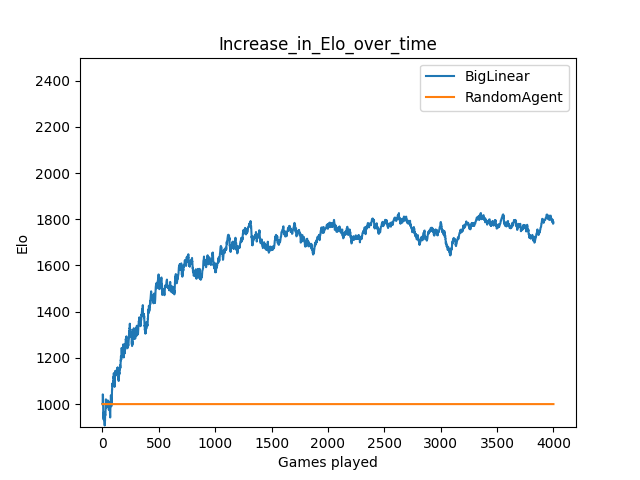 Increase_in_Elo_over_time
BigLinear
RandomAgent
2400
2200
2000
1800
1600
1400
1200
1000
Elo
0 500 1000 1500 2000 2500 3000 3500 4000
Games played